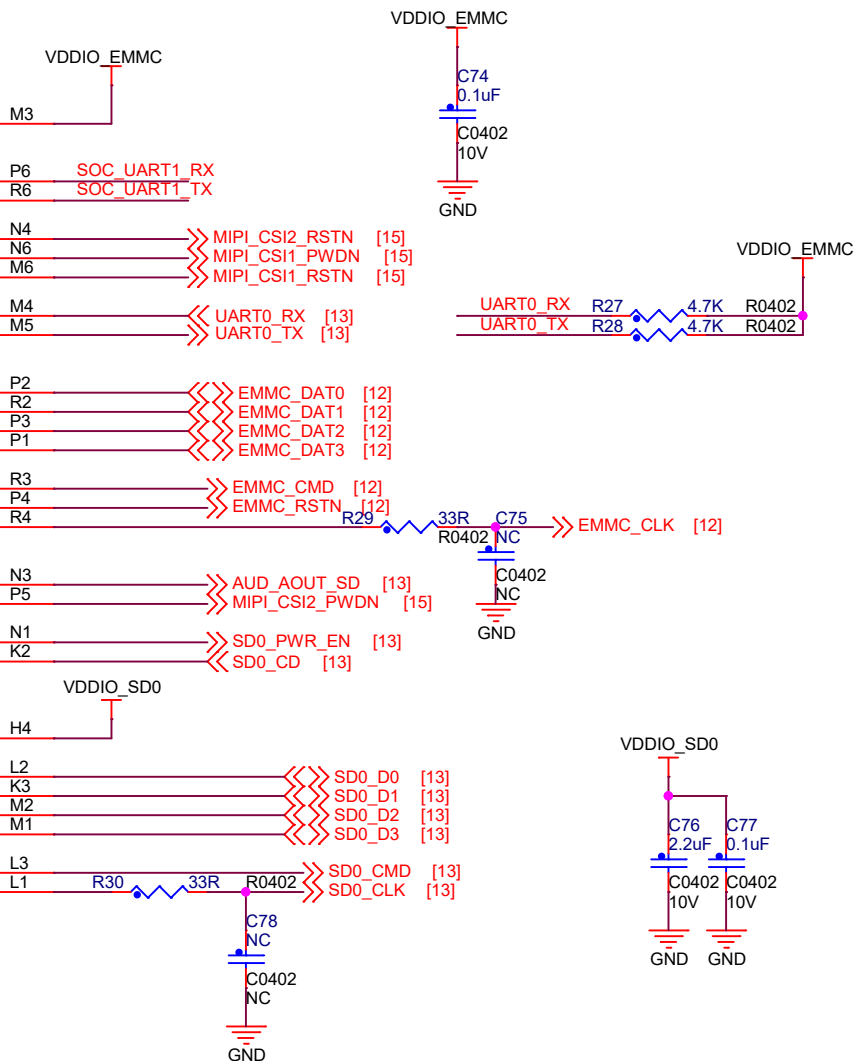 VDDIO_EMMC
VDDIO_EMMC
C74
0.1uF
C0402
10V
GND
M3
P6 SOC_UART1_RX
R6 SOC_UART1_TX
N4 MIPI_CSI2_RSTN [15]
N6 MIPI_CSI1_PWDN [15]
M6 MIPI_CSI1_RSTN [15]
VDDIO_EMMC
M4 UART0_RX [13]
M5 UART0_TX [13]
UART0_RX R27 4.7K R0402
UART0_TX R28 4.7K R0402
P2 EMMC_DAT0 [12]
R2 EMMC_DAT1 [12]
P3 EMMC_DAT2 [12]
P1 EMMC_DAT3 [12]
R3 EMMC_CMD [12]
P4 EMMC_RSTN [12]
R4 R29 33R R0402 EMMC_CLK [12]
C75
NC
C0402
NC
GND
N3 AUD_AOUT_SD [13]
P5 MIPI_CSI2_PWDN [15]
N1 SD0_PWR_EN [13]
K2 SD0_CD [13]
VDDIO_SD0
H4
L2 SD0_D0 [13]
K3 SD0_D1 [13]
M2 SD0_D2 [13]
M1 SD0_D3 [13]
L3 SD0_CMD [13]
L1 R30 33R R0402 SD0_CLK [13]
C78
NC
C0402
NC
GND
VDDIO_SD0
C76 C77
2.2uF 0.1uF
C0402 C0402
10V 10V
GND GND